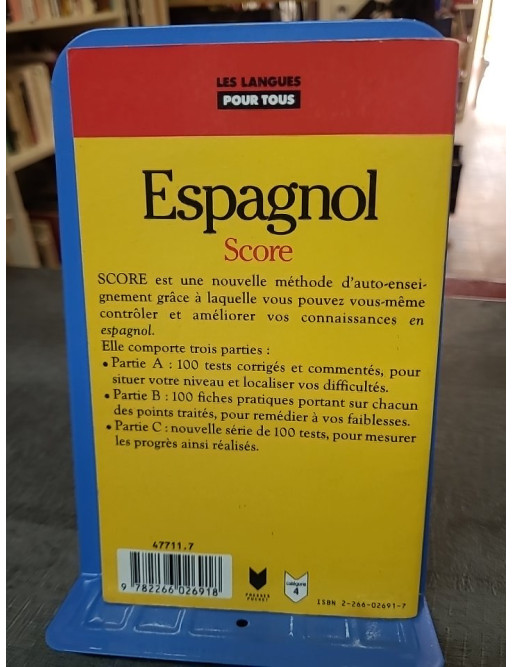 LES LANGUES
POUR TOUS
Espagnol
Score
SCORE est une nouvelle méthode d'auto-ensei-
gnement grâce à laquelle vous pouvez vous-même
contrôler et améliorer vos connaissances en
espagnol.
Elle comporte trois parties :
• Partie A : 100 tests corrigés et commentés, pour
situer votre niveau et localiser vos difficultés.
• Partie B : 100 fiches pratiques portant sur chacun
des points traités, pour remédier à vos faiblesses.
• Partie C : nouvelle série de 100 tests, pour mesurer
les progrès ainsi réalisés.
47711.7
9 782266 026918
PRESSES
POCKET
catégorie
4
ISBN 2-266-02691-7